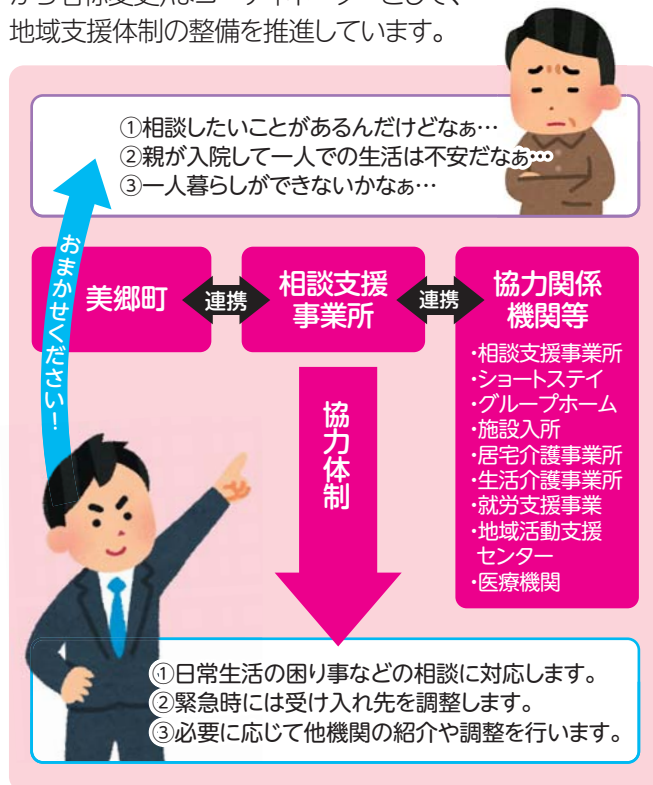 地域支援体制の整備を推進しています。
①相談したいことがあるんだけどなぁ…
②親が入院して一人での生活は不安だなぁ…
③一人暮らしができないかなぁ…
おまかせください！
美郷町
連携
相談支援
事業所
連携
協力関係
機関等
・相談支援事業所
・ショートステイ
・グループホーム
・施設入所
・居宅介護事業所
・生活介護事業所
・就労支援事業
・地域活動支援
センター
・医療機関
協力体制
①日常生活の困り事などの相談に対応します。
②緊急時には受け入れ先を調整します。
③必要に応じて他機関の紹介や調整を行います。